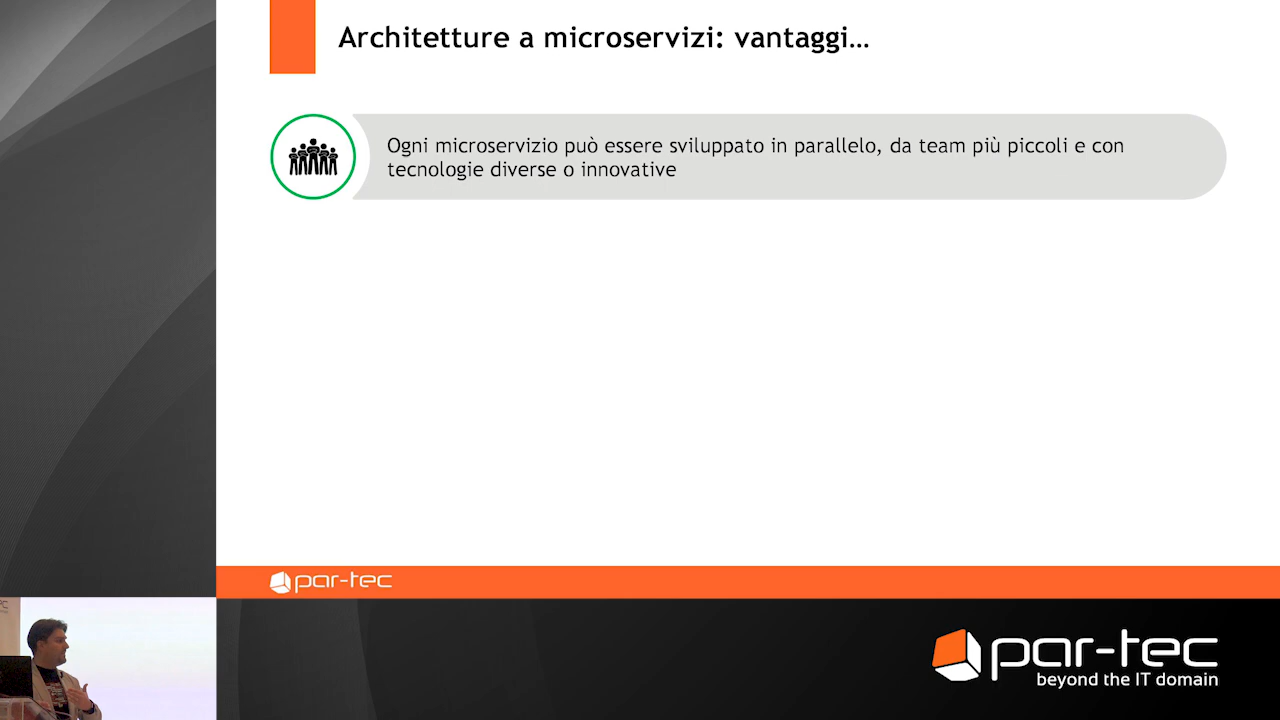 Architetture a microservizi: vantaggi...
Ogni microservizio può essere sviluppato in parallelo, da team più piccoli e con
tecnologie diverse o innovative
par-tec
par-tec
beyond the IT domain